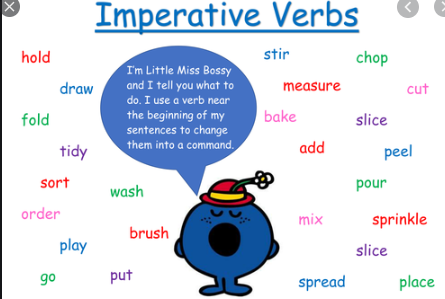 Imperative Verbs
hold
draw
fold
tidy
sort
order
play
go
wash
brush
put
I'm Little Miss Bossy
and I tell you what to
do. I use a verb near
the beginning of my
sentences to change
them into a command.
stir
chop
measure
cut
bake
slice
add
peel
pour
mix
sprinkle
slice
spread
place